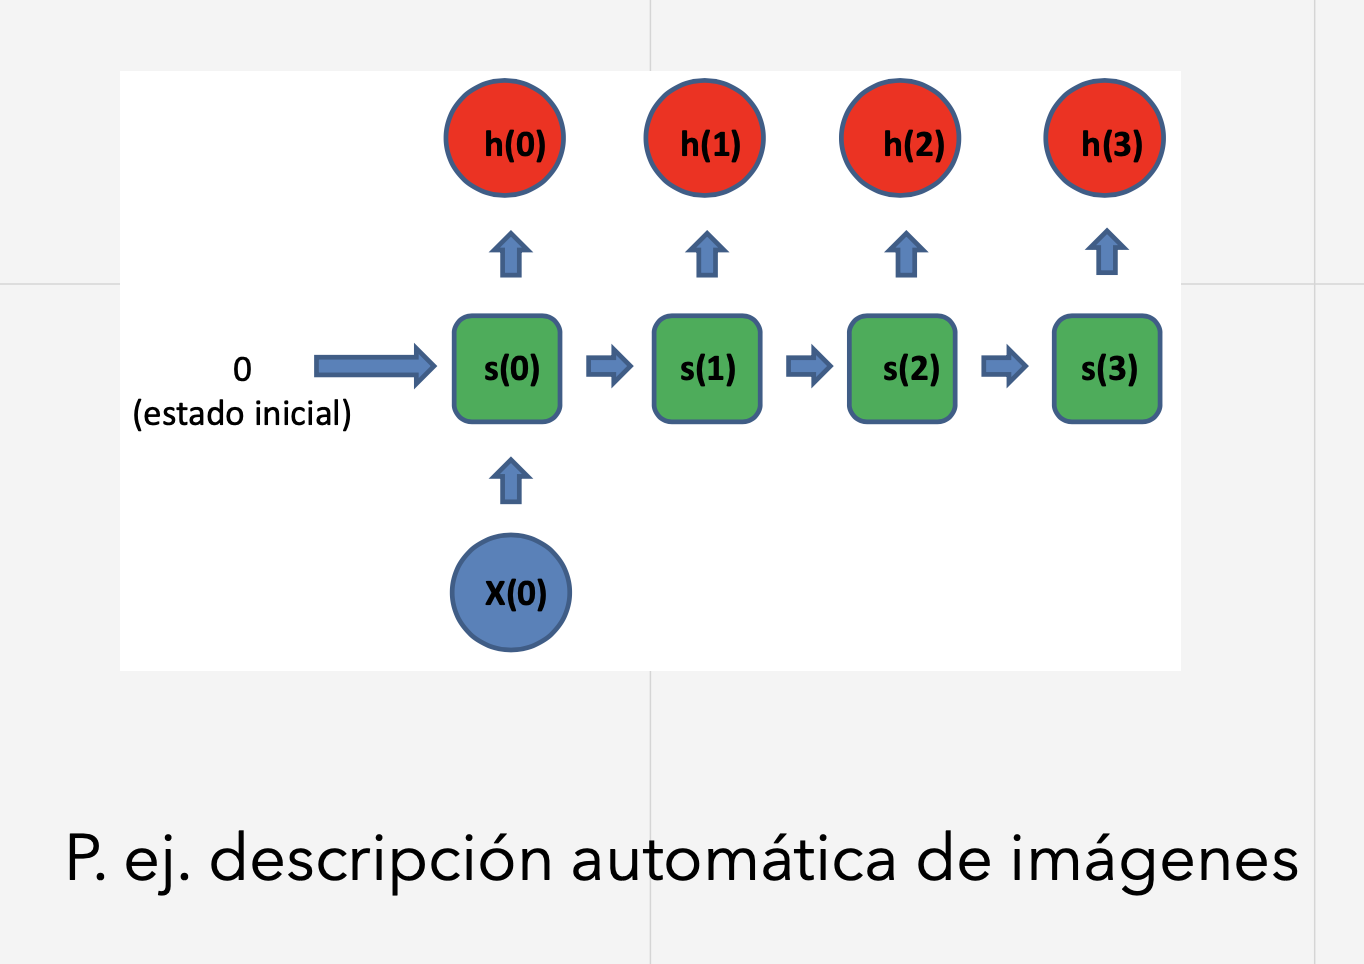 h(0) h(1) h(2) h(3)
0 s(0) s(1) s(2) s(3)
(estado inicial)
X(0)
P. ej. descripción automática de imágenes